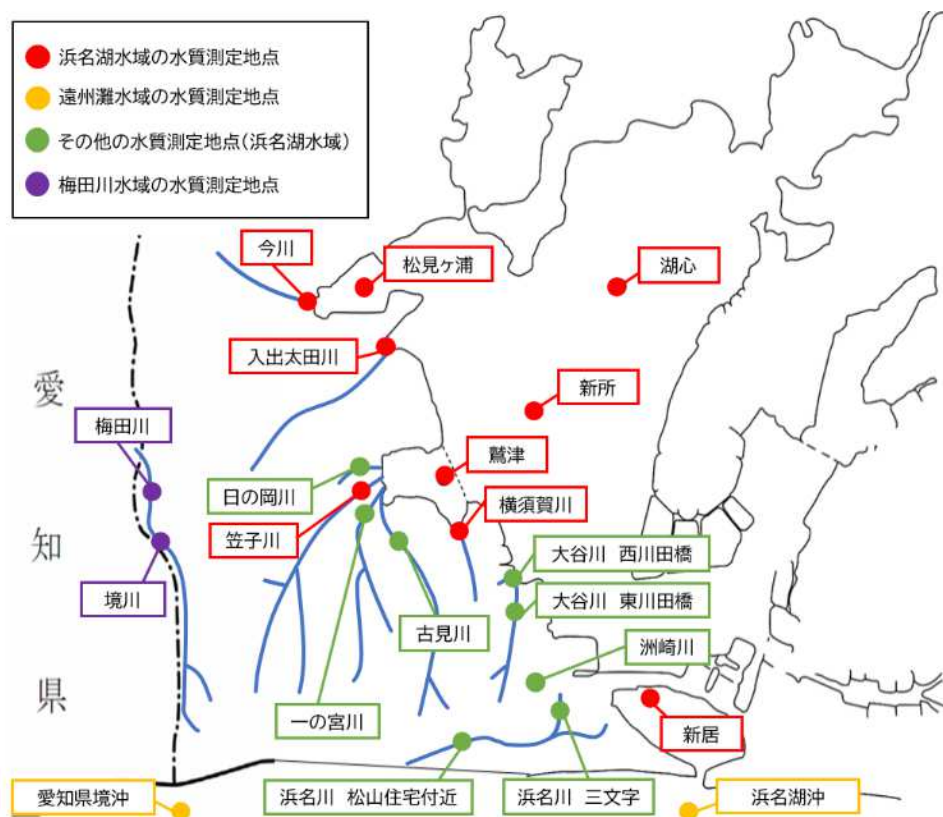 浜名湖水域の水質測定地点
遠州灘水域の水質測定地点
その他の水質測定地点(浜名湖水域)
梅田川水域の水質測定地点
今川
松見ヶ浦
湖心
入出太田川
愛
新所
梅田川
鷲津
日の岡川
横須賀川
知
笠子川
大谷川 西川田橋
境川
大谷川 東川田橋
古見川
洲崎川
県
一の宮川
新居
愛知県境沖
浜名川 松山住宅付近
浜名川 三文字
浜名湖沖